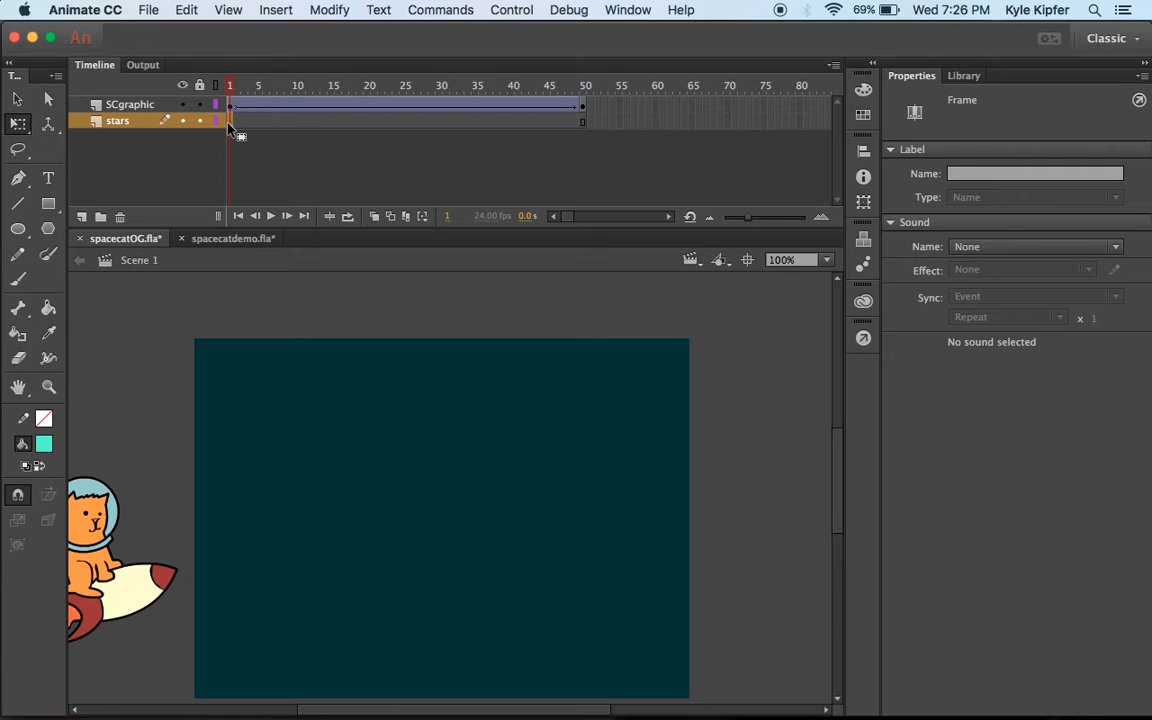 Animate CC File Edit View Insert Modify Text Commands Control Debug Window Help 69% Wed 7:26 PM Kyle Kipfer
An Classic
Timeline Output
T... Properties Library
1 5 10 15 20 25 30 35 40 45 50 55 60 65 70 75 80
SCgraphic
stars
Frame
Label
Name:
Type: Name
1 24.00 fps 0.0 s
Sound
spacecatOG.fla* spacecatdemo.fla*
Name: None
Scene 1 100%
Effect: None
Sync: Event
Repeat x 1
No sound selected